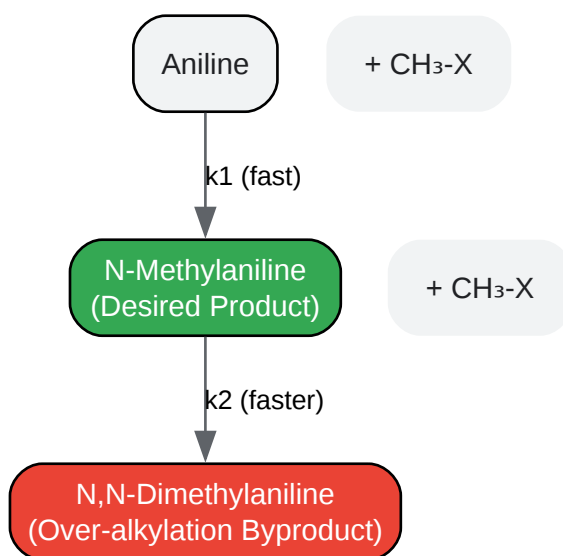 Aniline
+ CH₃-X
k1 (fast)
N-Methylaniline
(Desired Product)
+ CH₃-X
k2 (faster)
N,N-Dimethylaniline
(Over-alkylation Byproduct)